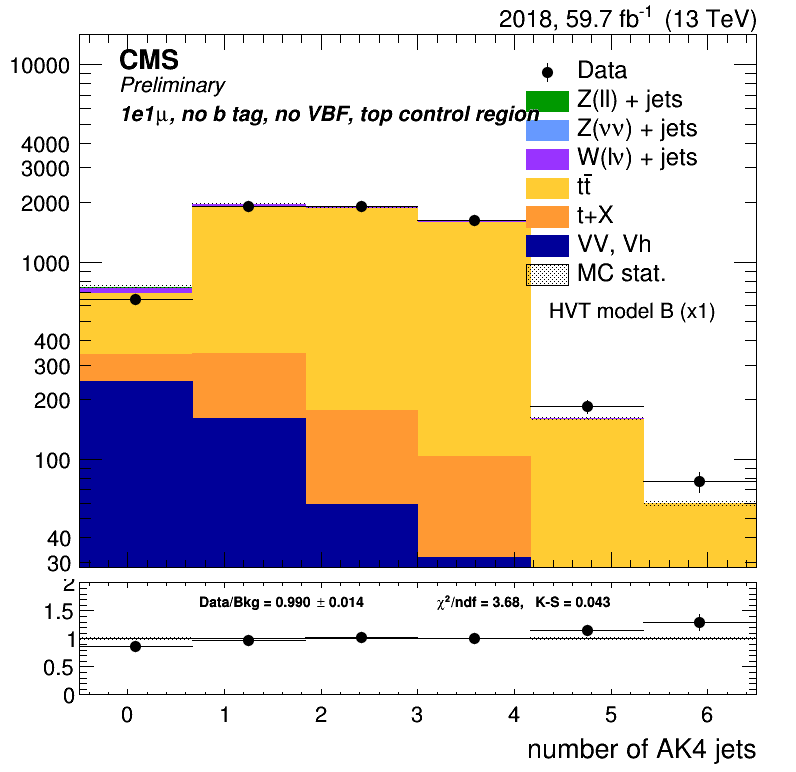 2018, 59.7 fb⁻¹ (13 TeV)
CMS
Preliminary
1e1μ, no b tag, no VBF, top control region
Data
Z(ll) + jets
Z(νν) + jets
W(lν) + jets
tt̄
t+X
VV, Vh
MC stat.
HVT model B (x1)
10000
4000
3000
2000
1000
400
300
200
100
40
30
Data/Bkg = 0.990 ± 0.014 χ²/ndf = 3.68, K-S = 0.043
2
1.5
1
0.5
0
0 1 2 3 4 5 6
number of AK4 jets